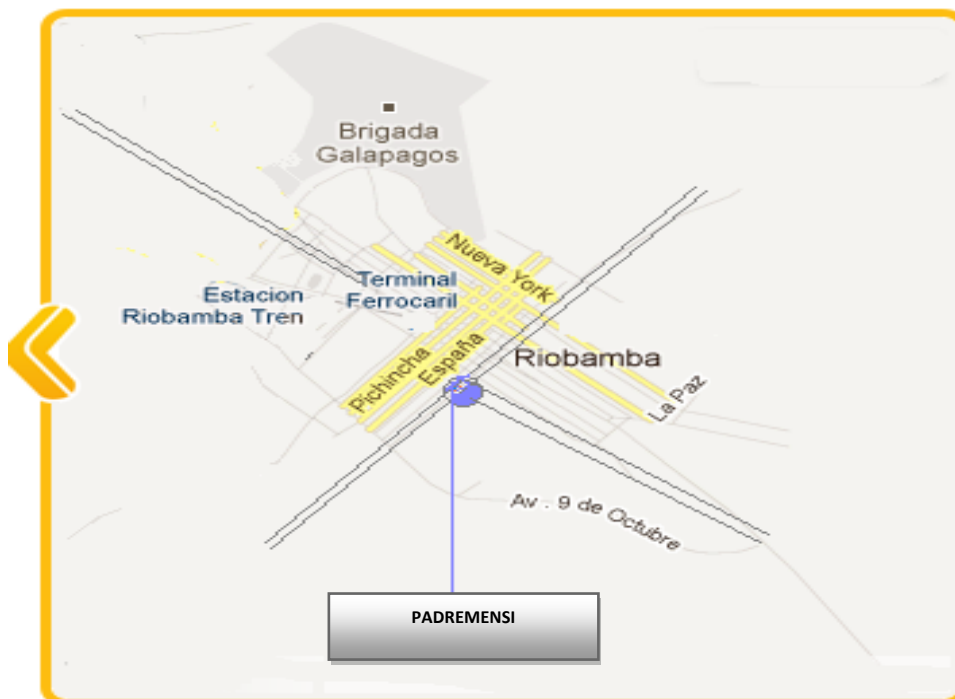 Brigada
Galapagos
Nueva York
Terminal
Ferrocaril
Estacion
Riobamba Tren
Pichincha
España
Riobamba
La Paz
Av . 9 de Octubre
PADREMENSI